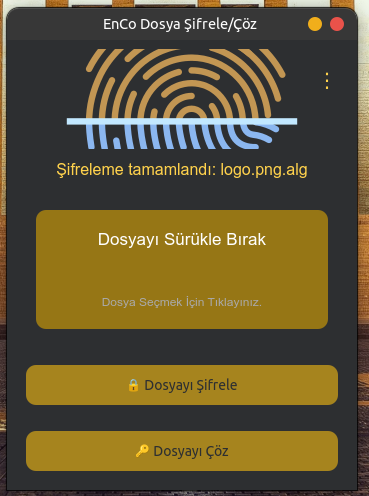 EnCo Dosya Şifrele/Çöz
Şifreleme tamamlandı: logo.png.alg
Dosyayı Sürükle Bırak
Dosya Seçmek İçin Tıklayınız.
🔒 Dosyayı Şifrele
🔑 Dosyayı Çöz